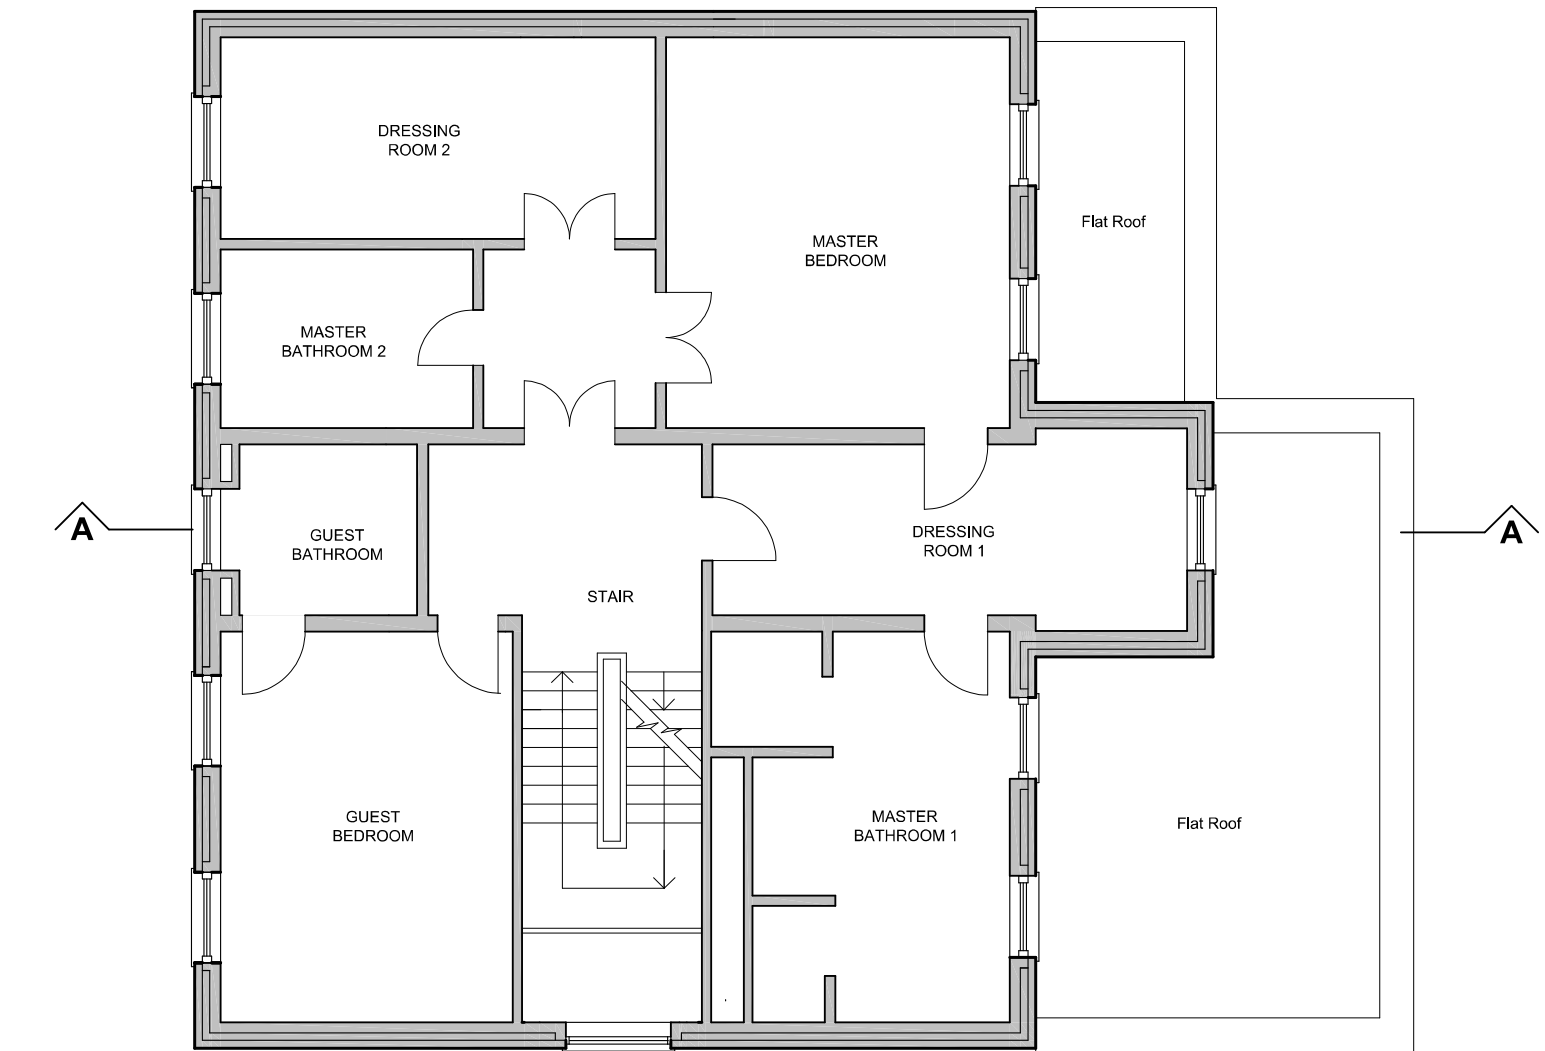 DRESSING
ROOM 2
MASTER
BEDROOM
Flat Roof
MASTER
BATHROOM 2
A
GUEST
BATHROOM
DRESSING
ROOM 1
A
STAIR
GUEST
BEDROOM
MASTER
BATHROOM 1
Flat Roof